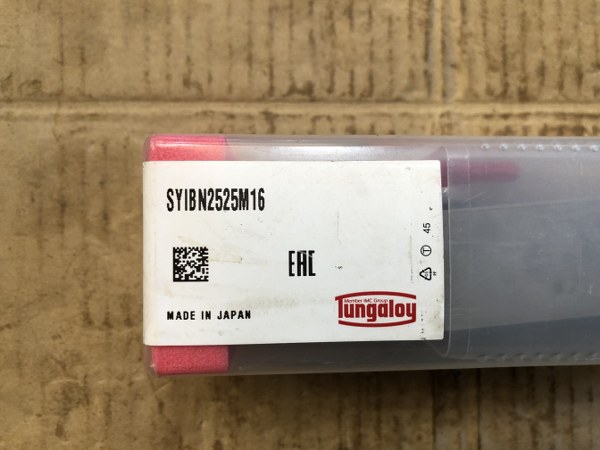 SYIBN2525M16
EAC
MADE IN JAPAN
Member IMC Group
Tungaloy
T 45